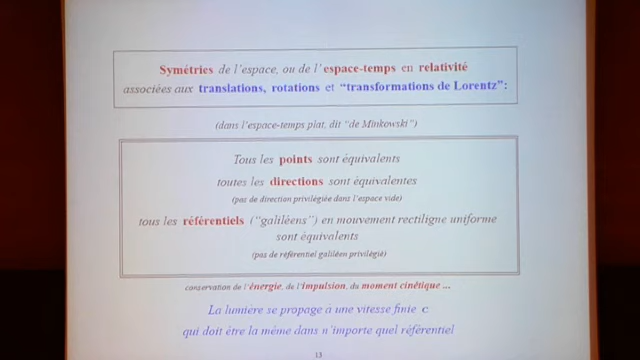 Symétries de l'espace, ou de l'espace-temps en relativité
associées aux translations, rotations et "transformations de Lorentz":
(dans l'espace-temps plat, dit "de Minkowski")
Tous les points sont équivalents
toutes les directions sont équivalentes
(pas de direction privilégiée dans l'espace vide)
tous les référentiels ("galiléens") en mouvement rectiligne uniforme
sont équivalents
(pas de référentiel galiléen privilégié)
conservation de l'énergie, de l'impulsion, du moment cinétique ...
La lumière se propage à une vitesse finie c
qui doit être la même dans n'importe quel référentiel
13